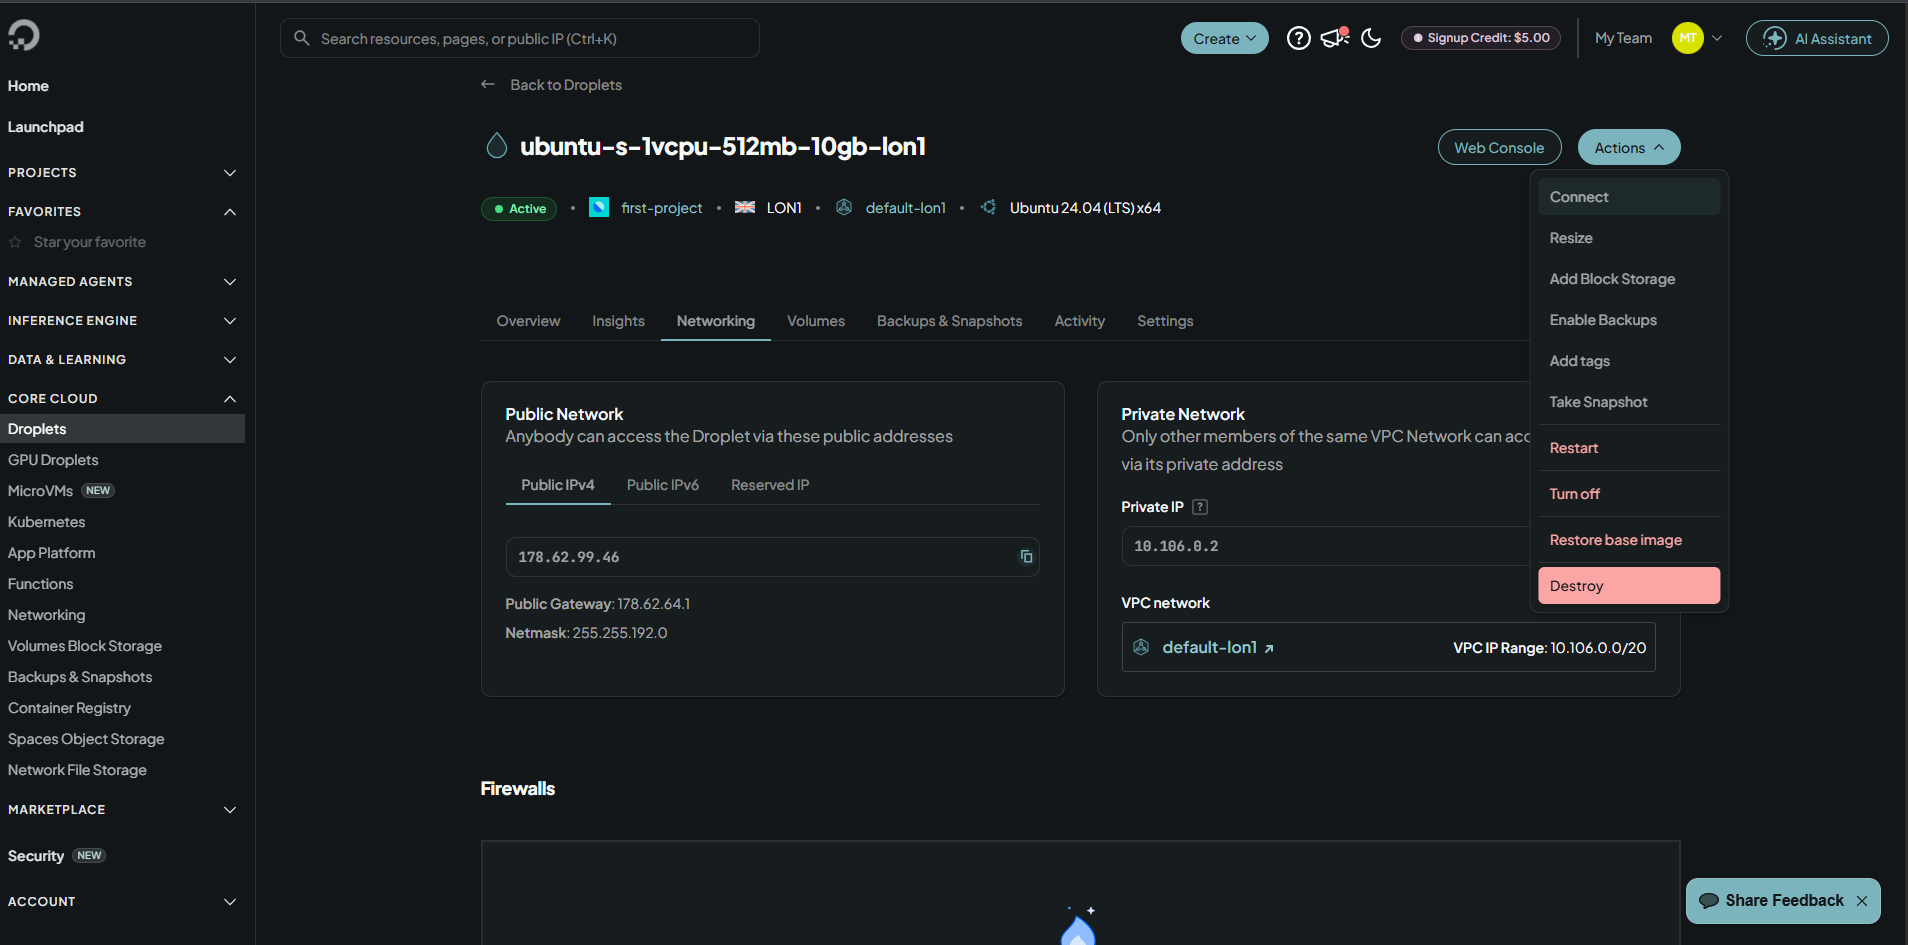 Search resources, pages, or public IP (Ctrl+K)
Create
Signup Credit: $5.00
My Team
MT
AI Assistant
Home
Launchpad
PROJECTS
FAVORITES
Star your favorite
MANAGED AGENTS
INFERENCE ENGINE
DATA & LEARNING
CORE CLOUD
Droplets
GPU Droplets
MicroVMs NEW
Kubernetes
App Platform
Functions
Networking
Volumes Block Storage
Backups & Snapshots
Container Registry
Spaces Object Storage
Network File Storage
MARKETPLACE
Security NEW
ACCOUNT
← Back to Droplets
ubuntu-s-1vcpu-512mb-10gb-lon1
Web Console
Actions
Active • first-project • LON1 • default-lon1 • Ubuntu 24.04 (LTS) x64
Connect
Resize
Add Block Storage
Enable Backups
Add tags
Take Snapshot
Restart
Turn off
Restore base image
Destroy
Overview Insights Networking Volumes Backups & Snapshots Activity Settings
Public Network
Anybody can access the Droplet via these public addresses
Public IPv4 Public IPv6 Reserved IP
178.62.99.46
Public Gateway: 178.62.64.1
Netmask: 255.255.192.0
Private Network
Only other members of the same VPC Network can acc
via its private address
Private IP ?
10.106.0.2
VPC network
default-lon1 VPC IP Range: 10.106.0.0/20
Firewalls
Share Feedback ×